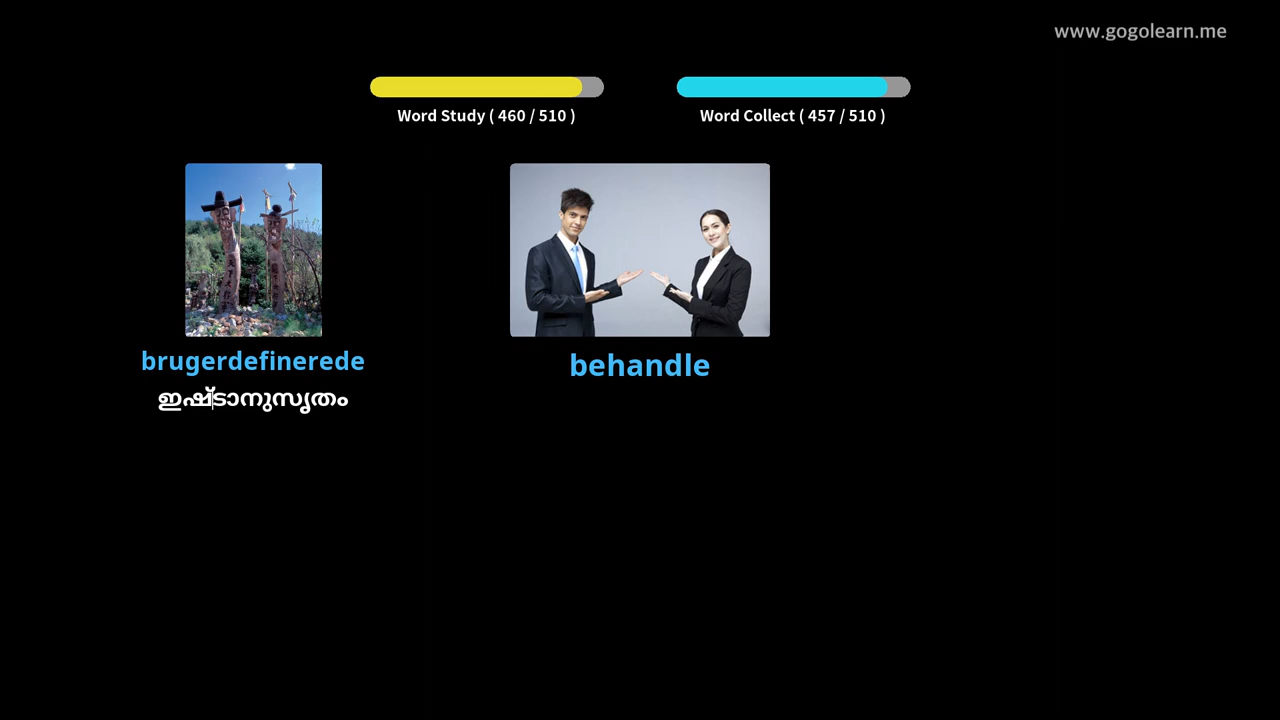 www.gogolearn.me
Word Study ( 460 / 510 )
Word Collect ( 457 / 510 )
brugerdefinerede
ഇഷ്ടാനുസൃതം
behandle